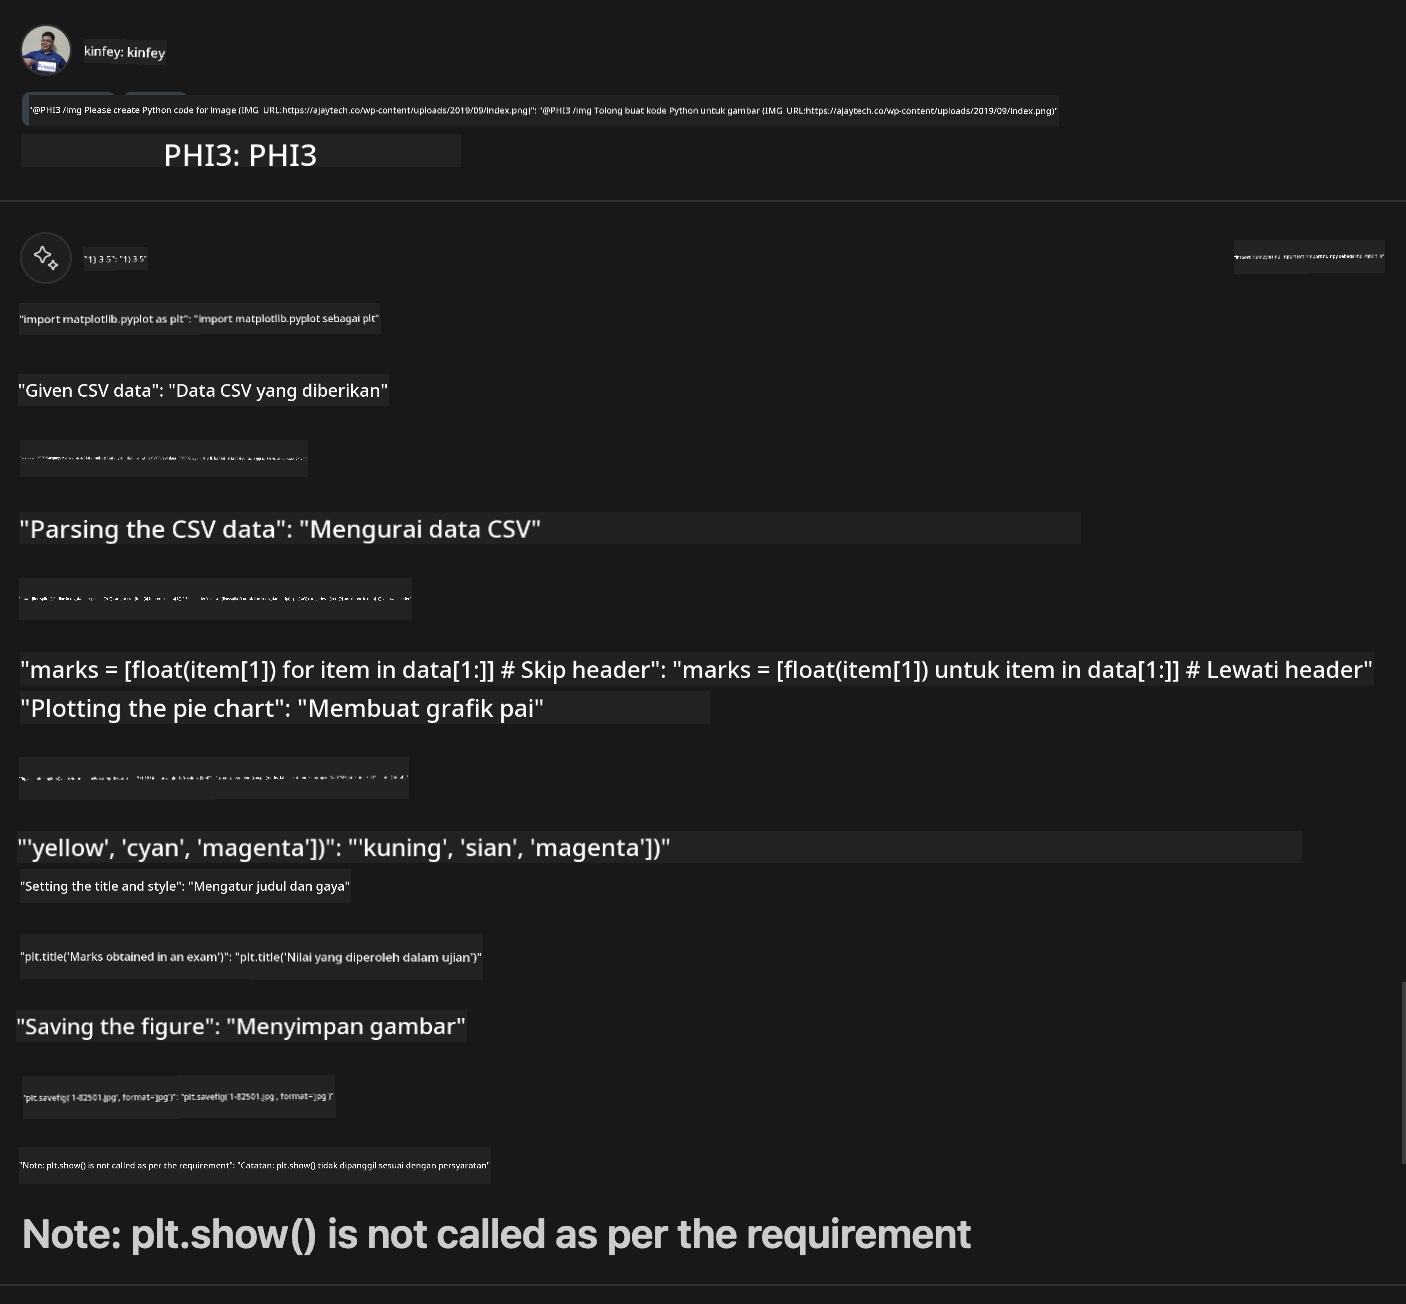 kinfey: kinfey
"@PHI3 /img Please create Python code for Image (IMG_URL:https://ajaytech.co/wp-content/uploads/2019/09/index.png)": "@PHI3 /img Tolong buat kode Python untuk gambar (IMG_URL:https://ajaytech.co/wp-content/uploads/2019/09/index.png)"
PHI3: PHI3
"1) 3 5": "1) 3 5"
"import matplotlib.pyplot as plt": "import matplotlib.pyplot sebagai plt"
"Given CSV data": "Data CSV yang diberikan"
"Parsing the CSV data": "Mengurai data CSV"
"marks = [float(item[1]) for item in data[1:]] # Skip header": "marks = [float(item[1]) untuk item in data[1:]] # Lewati header"
"Plotting the pie chart": "Membuat grafik pai"
"'yellow', 'cyan', 'magenta'])": "'kuning', 'sian', 'magenta'])"
"Setting the title and style": "Mengatur judul dan gaya"
"plt.title('Marks obtained in an exam')": "plt.title('Nilai yang diperoleh dalam ujian')"
"Saving the figure": "Menyimpan gambar"
"plt.savefig('1-82501.jpg', format='jpg')": "plt.savefig('1-82501.jpg', format='jpg')"
"Note: plt.show() is not called as per the requirement": "Catatan: plt.show() tidak dipanggil sesuai dengan persyaratan"
Note: plt.show() is not called as per the requirement